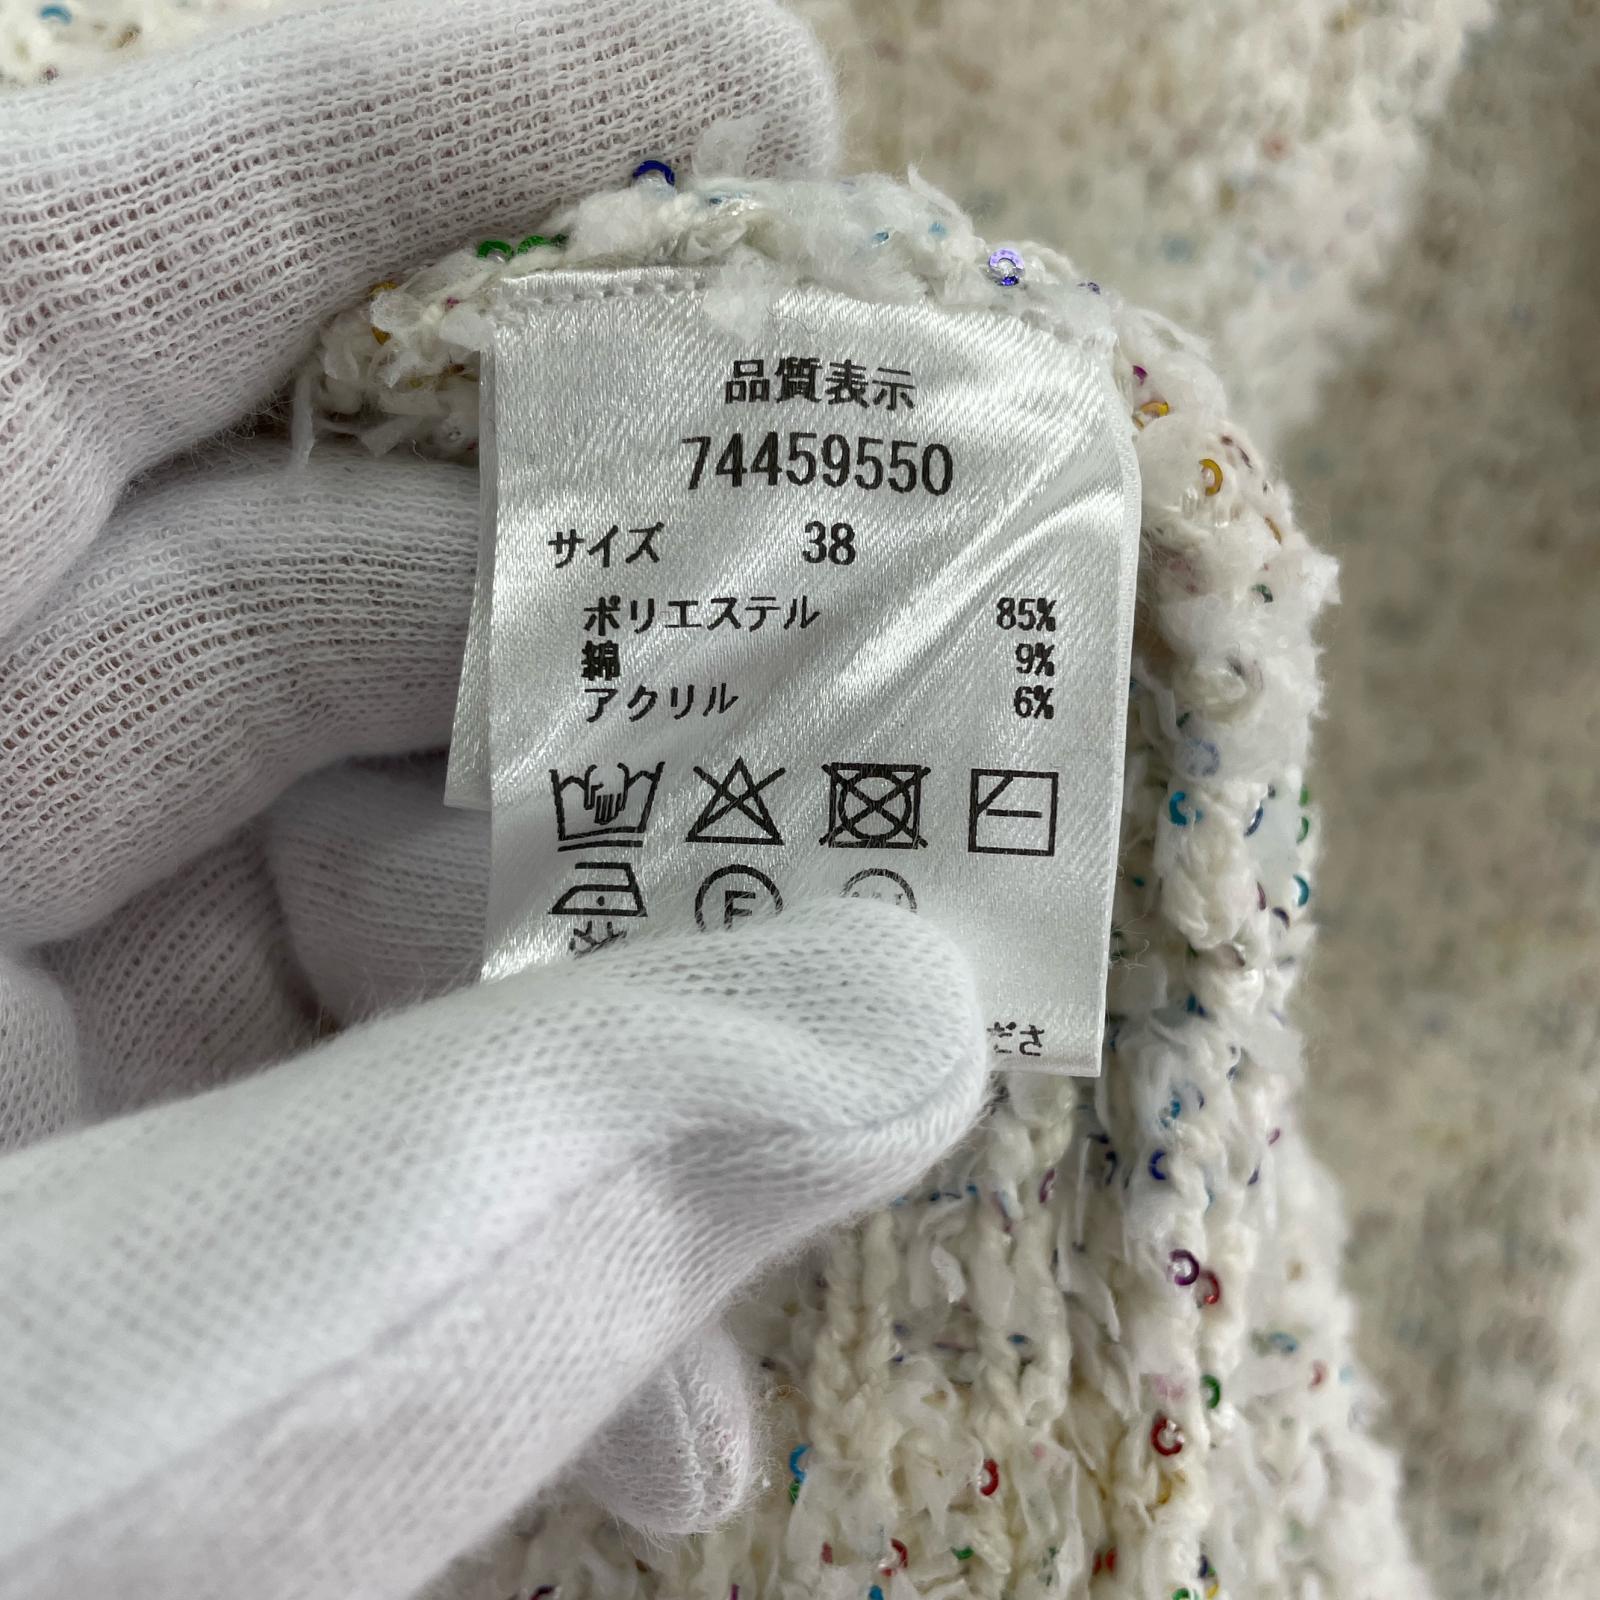 品質表示
74459550
サイズ 38
ポリエステル 85%
綿 9%
アクリル 6%
F
ださ